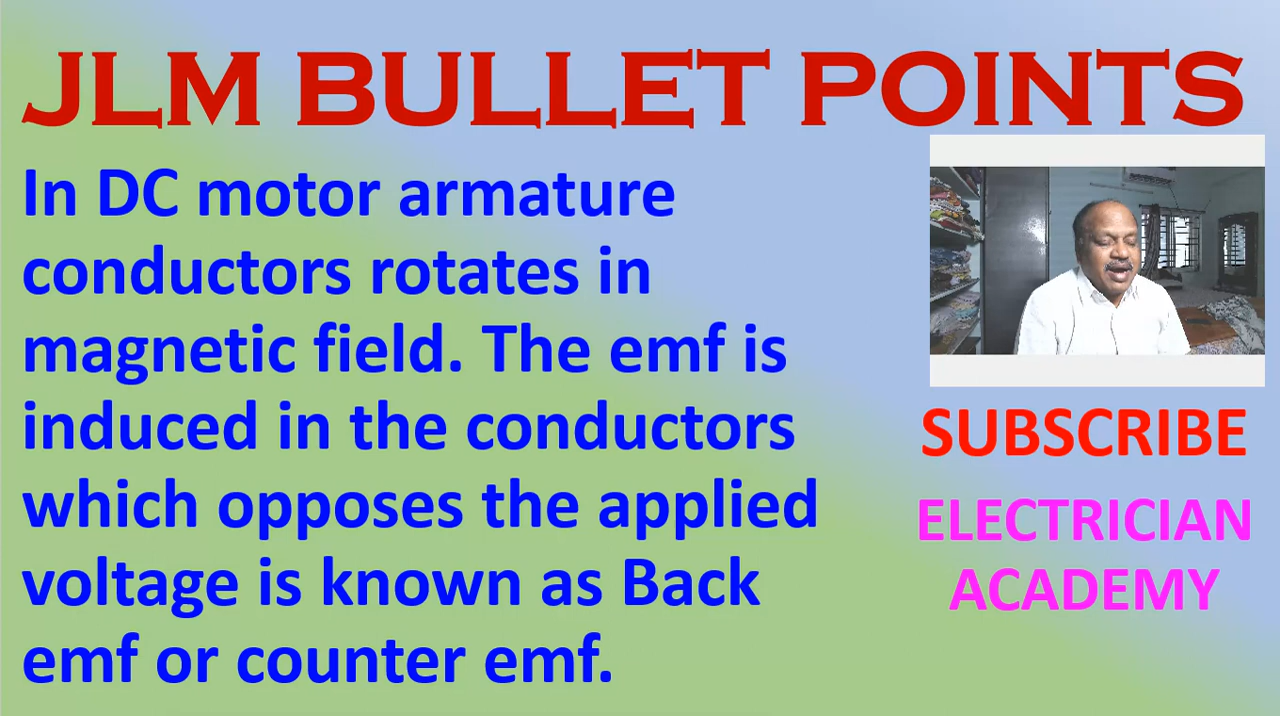 JLM BULLET POINTS
In DC motor armature
conductors rotates in
magnetic field. The emf is
induced in the conductors
which opposes the applied
voltage is known as Back
emf or counter emf.
SUBSCRIBE
ELECTRICIAN
ACADEMY